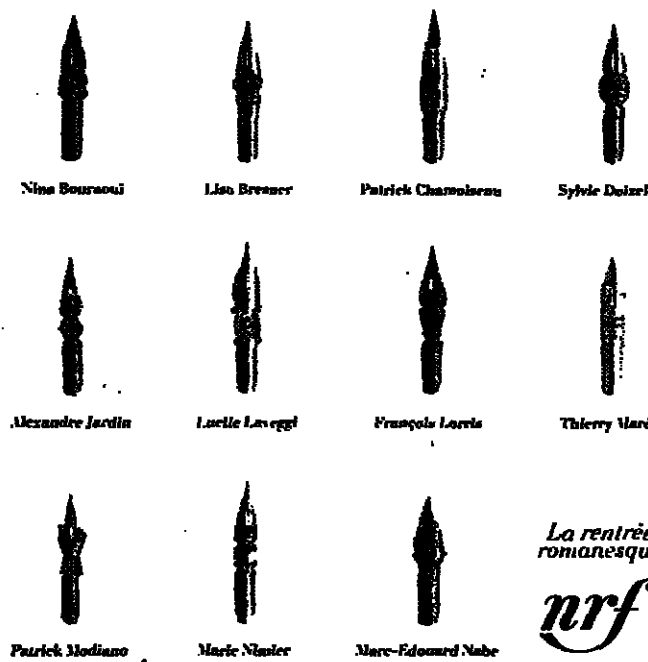 Nina Bouraoui
Lisa Bresner
Patrick Chamoiseau
Sylvie Doizel
Alexandre Jardin
Lucile Laveggi
François Lorris
Thierry
Patrick Modiano
Marie Nimier
Marc-Edouard Nabe
La rentrée
romanesqu
nrf